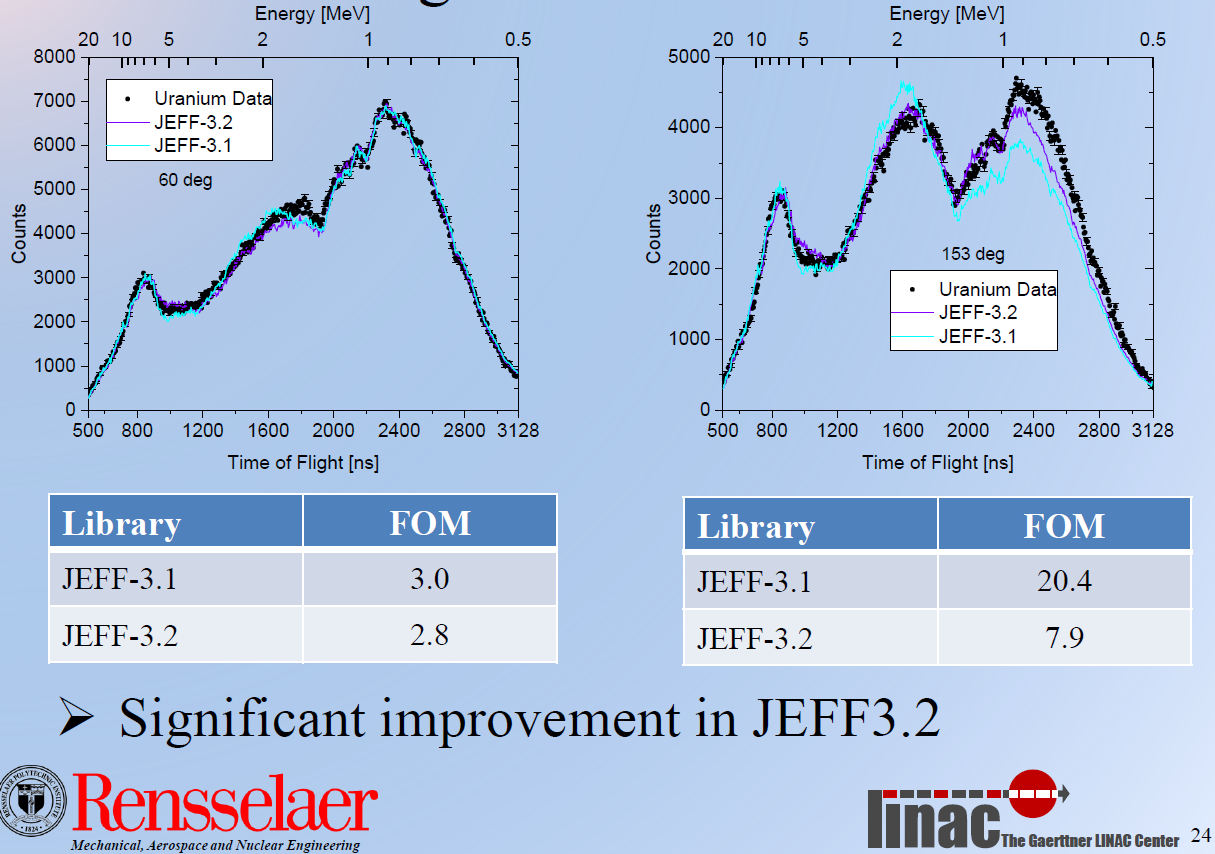 Energy [MeV]
20 10 5 2 1 0.5
8000
7000
6000
5000
4000
3000
2000
1000
0
Counts
Uranium Data
JEFF-3.2
JEFF-3.1
60 deg
500 800 1200 1600 2000 2400 2800 3128
Time of Flight [ns]
Energy [MeV]
20 10 5 2 1 0.5
5000
4000
3000
2000
1000
0
Counts
153 deg
Uranium Data
JEFF-3.2
JEFF-3.1
500 800 1200 1600 2000 2400 2800 3128
Time of Flight [ns]
Library FOM
JEFF-3.1 3.0
JEFF-3.2 2.8
Library FOM
JEFF-3.1 20.4
JEFF-3.2 7.9
➢ Significant improvement in JEFF3.2
RENSSELAER POLYTECHNIC INSTITUTE
1824
Rensselaer
Mechanical, Aerospace and Nuclear Engineering
linac
The Gaerttner LINAC Center
24